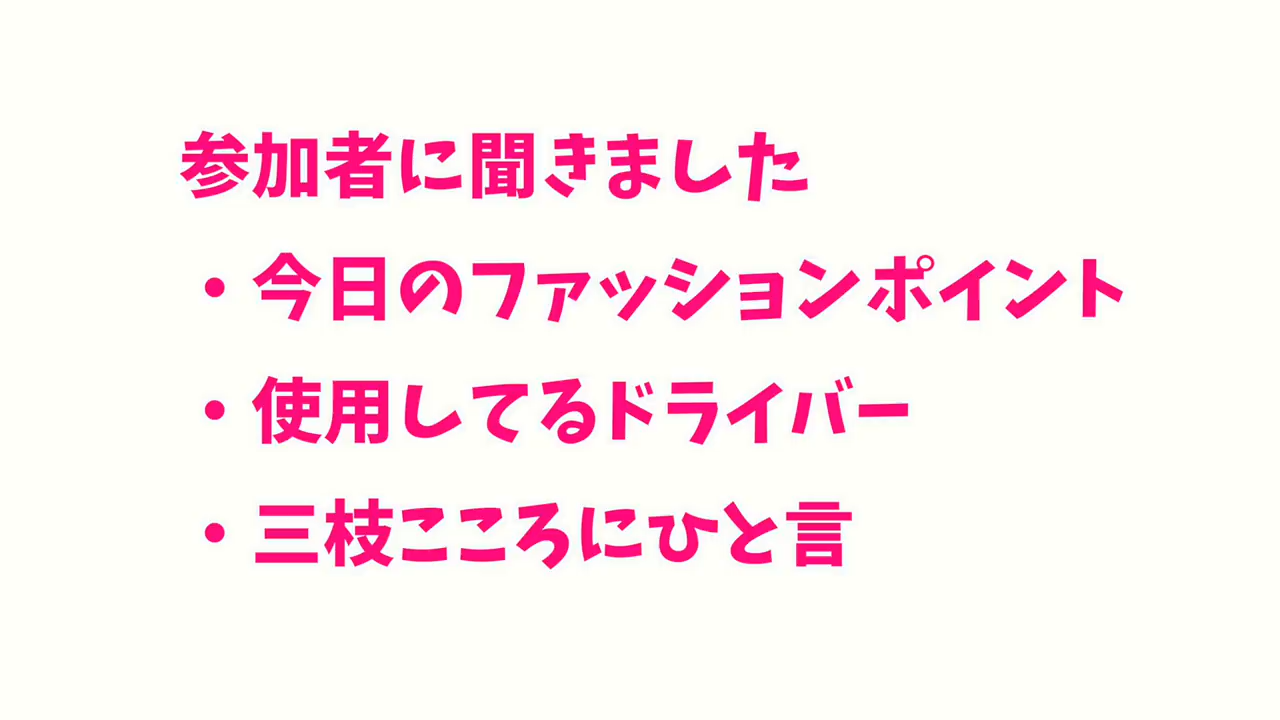 参加者に聞きました
・今日のファッションポイント
・使用してるドライバー
・三枝こころにひと言